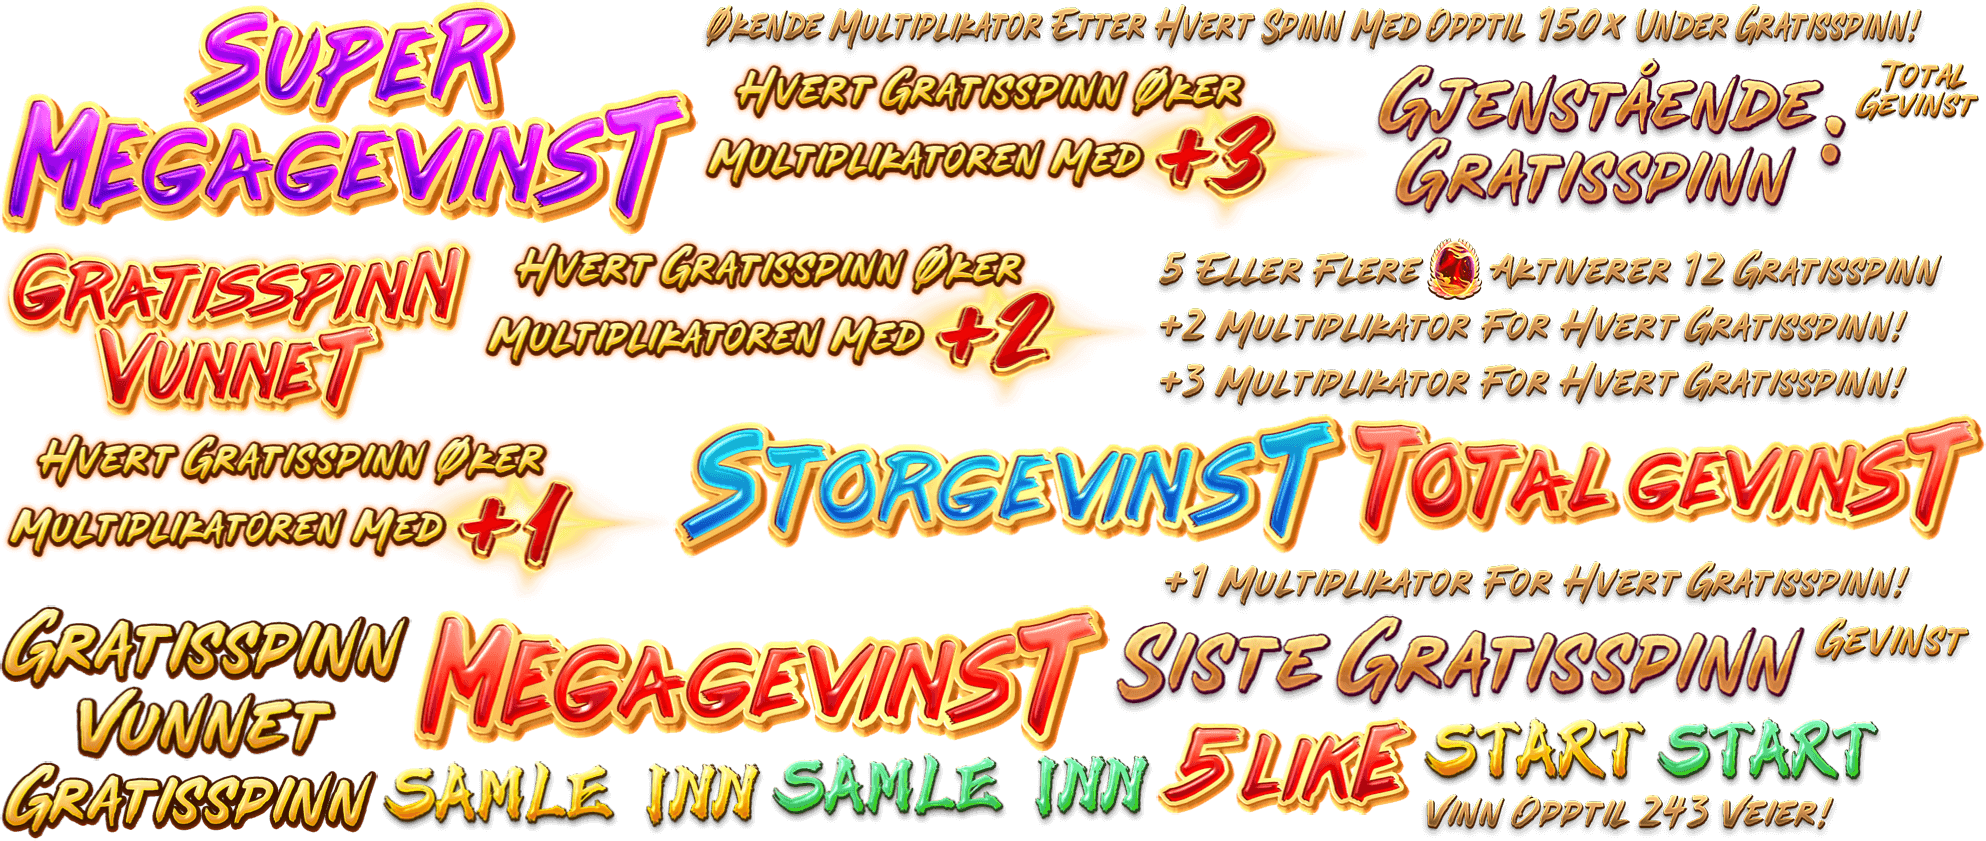 SUPER
MEGAGEVINST
ØKENDE MULTIPLIKATOR ETTER HVERT SPINN MED OPPTIL 150X UNDER GRATISSPINN!
HVERT GRATISSPINN ØKER
MULTIPLIKATOREN MED +3
GJENSTÅENDE
GRATISSPINN :
TOTAL
GEVINST
GRATISSPINN
VUNNET
HVERT GRATISSPINN ØKER
MULTIPLIKATOREN MED +2
5 ELLER FLERE AKTIVERER 12 GRATISSPINN
+2 MULTIPLIKATOR FOR HVERT GRATISSPINN!
+3 MULTIPLIKATOR FOR HVERT GRATISSPINN!
HVERT GRATISSPINN ØKER
MULTIPLIKATOREN MED +1
STORGEVINST
TOTAL GEVINST
+1 MULTIPLIKATOR FOR HVERT GRATISSPINN!
GRATISSPINN
VUNNET
GRATISSPINN
MEGAGEVINST
SISTE GRATISSPINN
GEVINST
SAMLE INN
SAMLE INN
5 LIKE
START
START
VINN OPPTIL 243 VEIER!